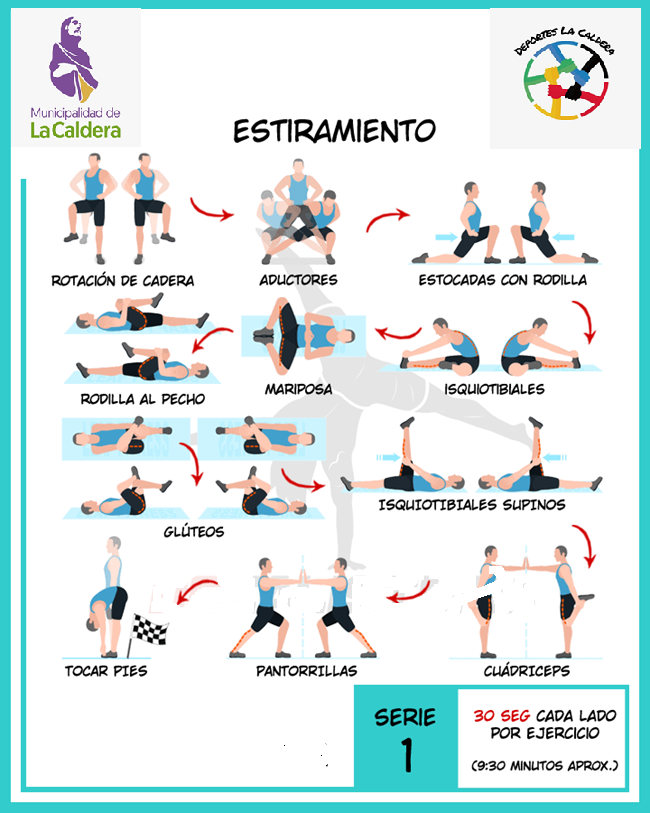 Municipalidad de
La Caldera
DEPORTES LA CALDERA
ESTIRAMIENTO
ROTACIÓN DE CADERA
ADUCTORES
ESTOCADAS CON RODILLA
RODILLA AL PECHO
MARIPOSA
ISQUIOTIBIALES
GLÚTEOS
ISQUIOTIBIALES SUPINOS
TOCAR PIES
PANTORRILLAS
CUÁDRICEPS
SERIE
1
30 SEG CADA LADO
POR EJERCICIO
(9:30 MINUTOS APROX.)